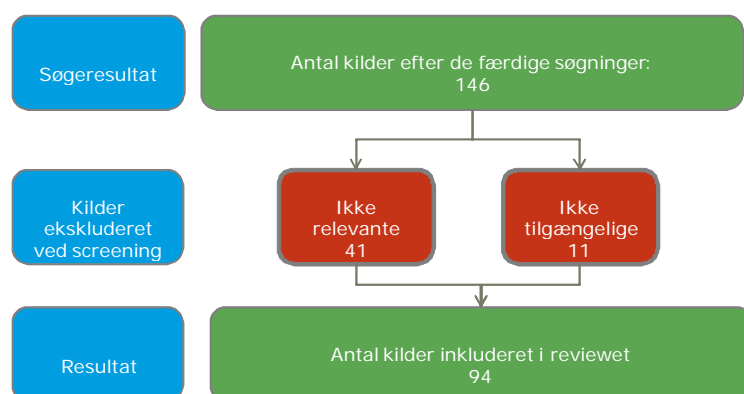 Søgeresultat
Antal kilder efter de færdige søgninger:
146
Kilder
ekskluderet
ved screening
Ikke
relevante
41
Ikke
tilgængelige
11
Resultat
Antal kilder inkluderet i reviewet
94